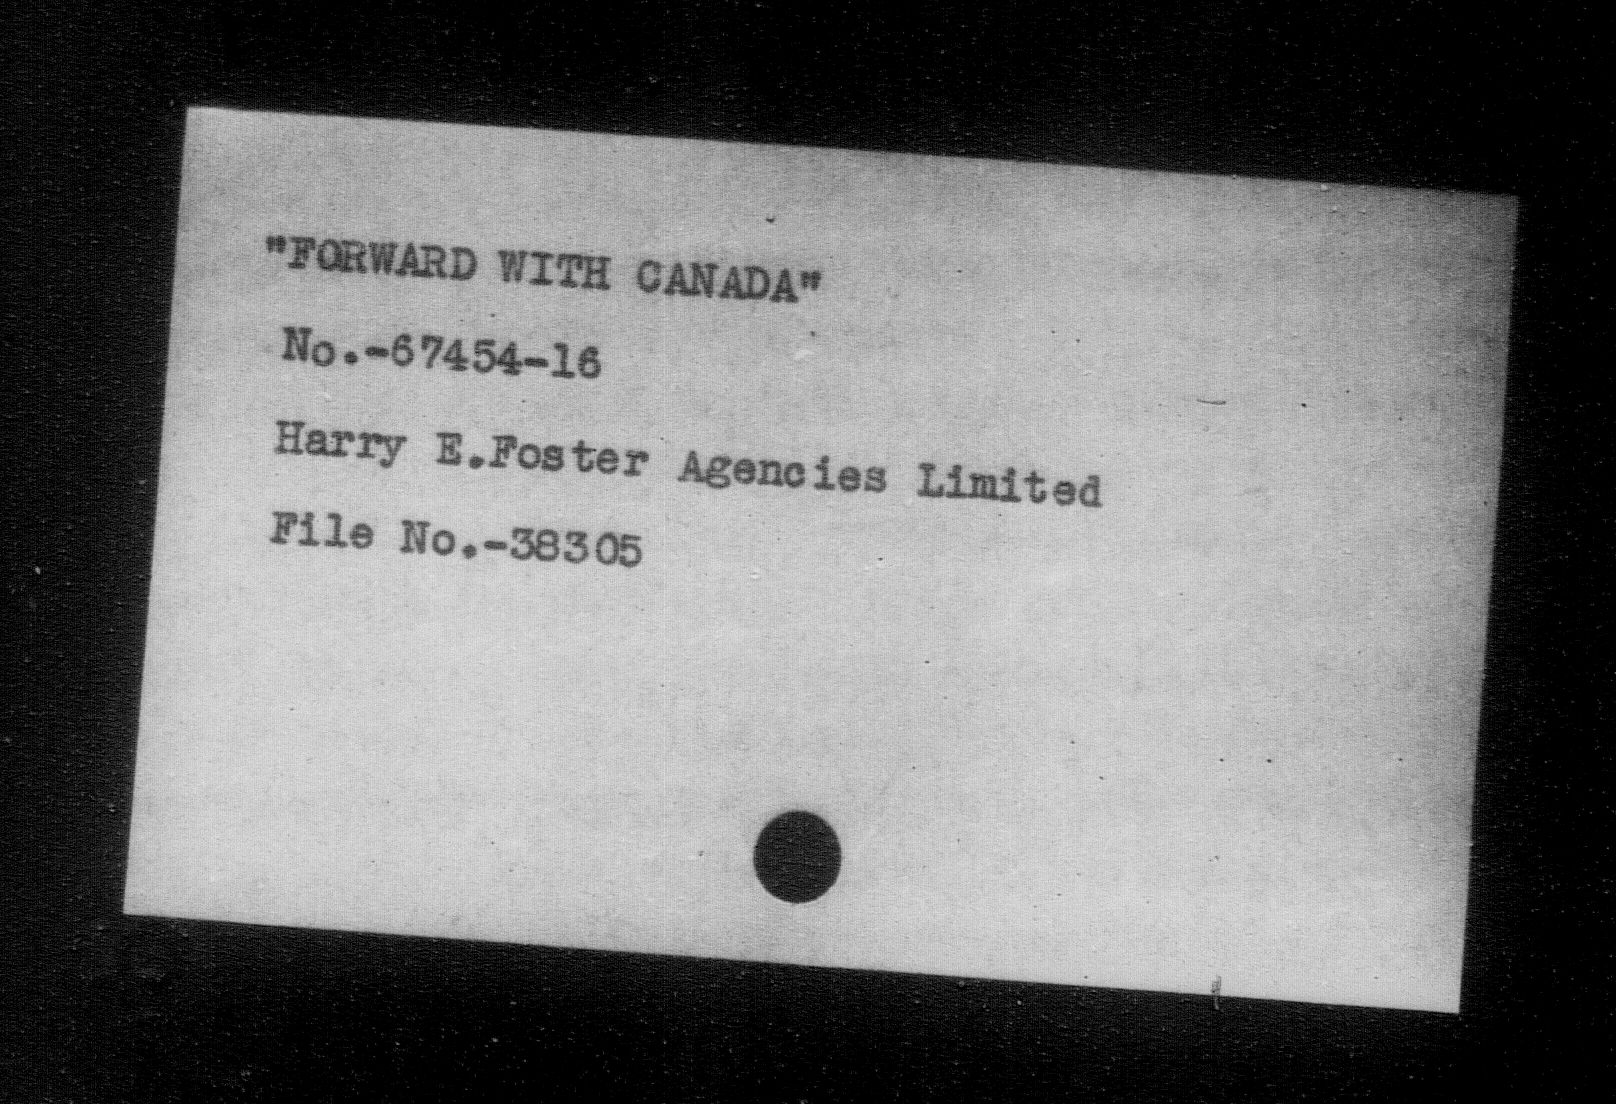 "FORWARD WITH CANADA"
No.-67454-16
Harry E.Foster Agencies Limited
File No.-38305